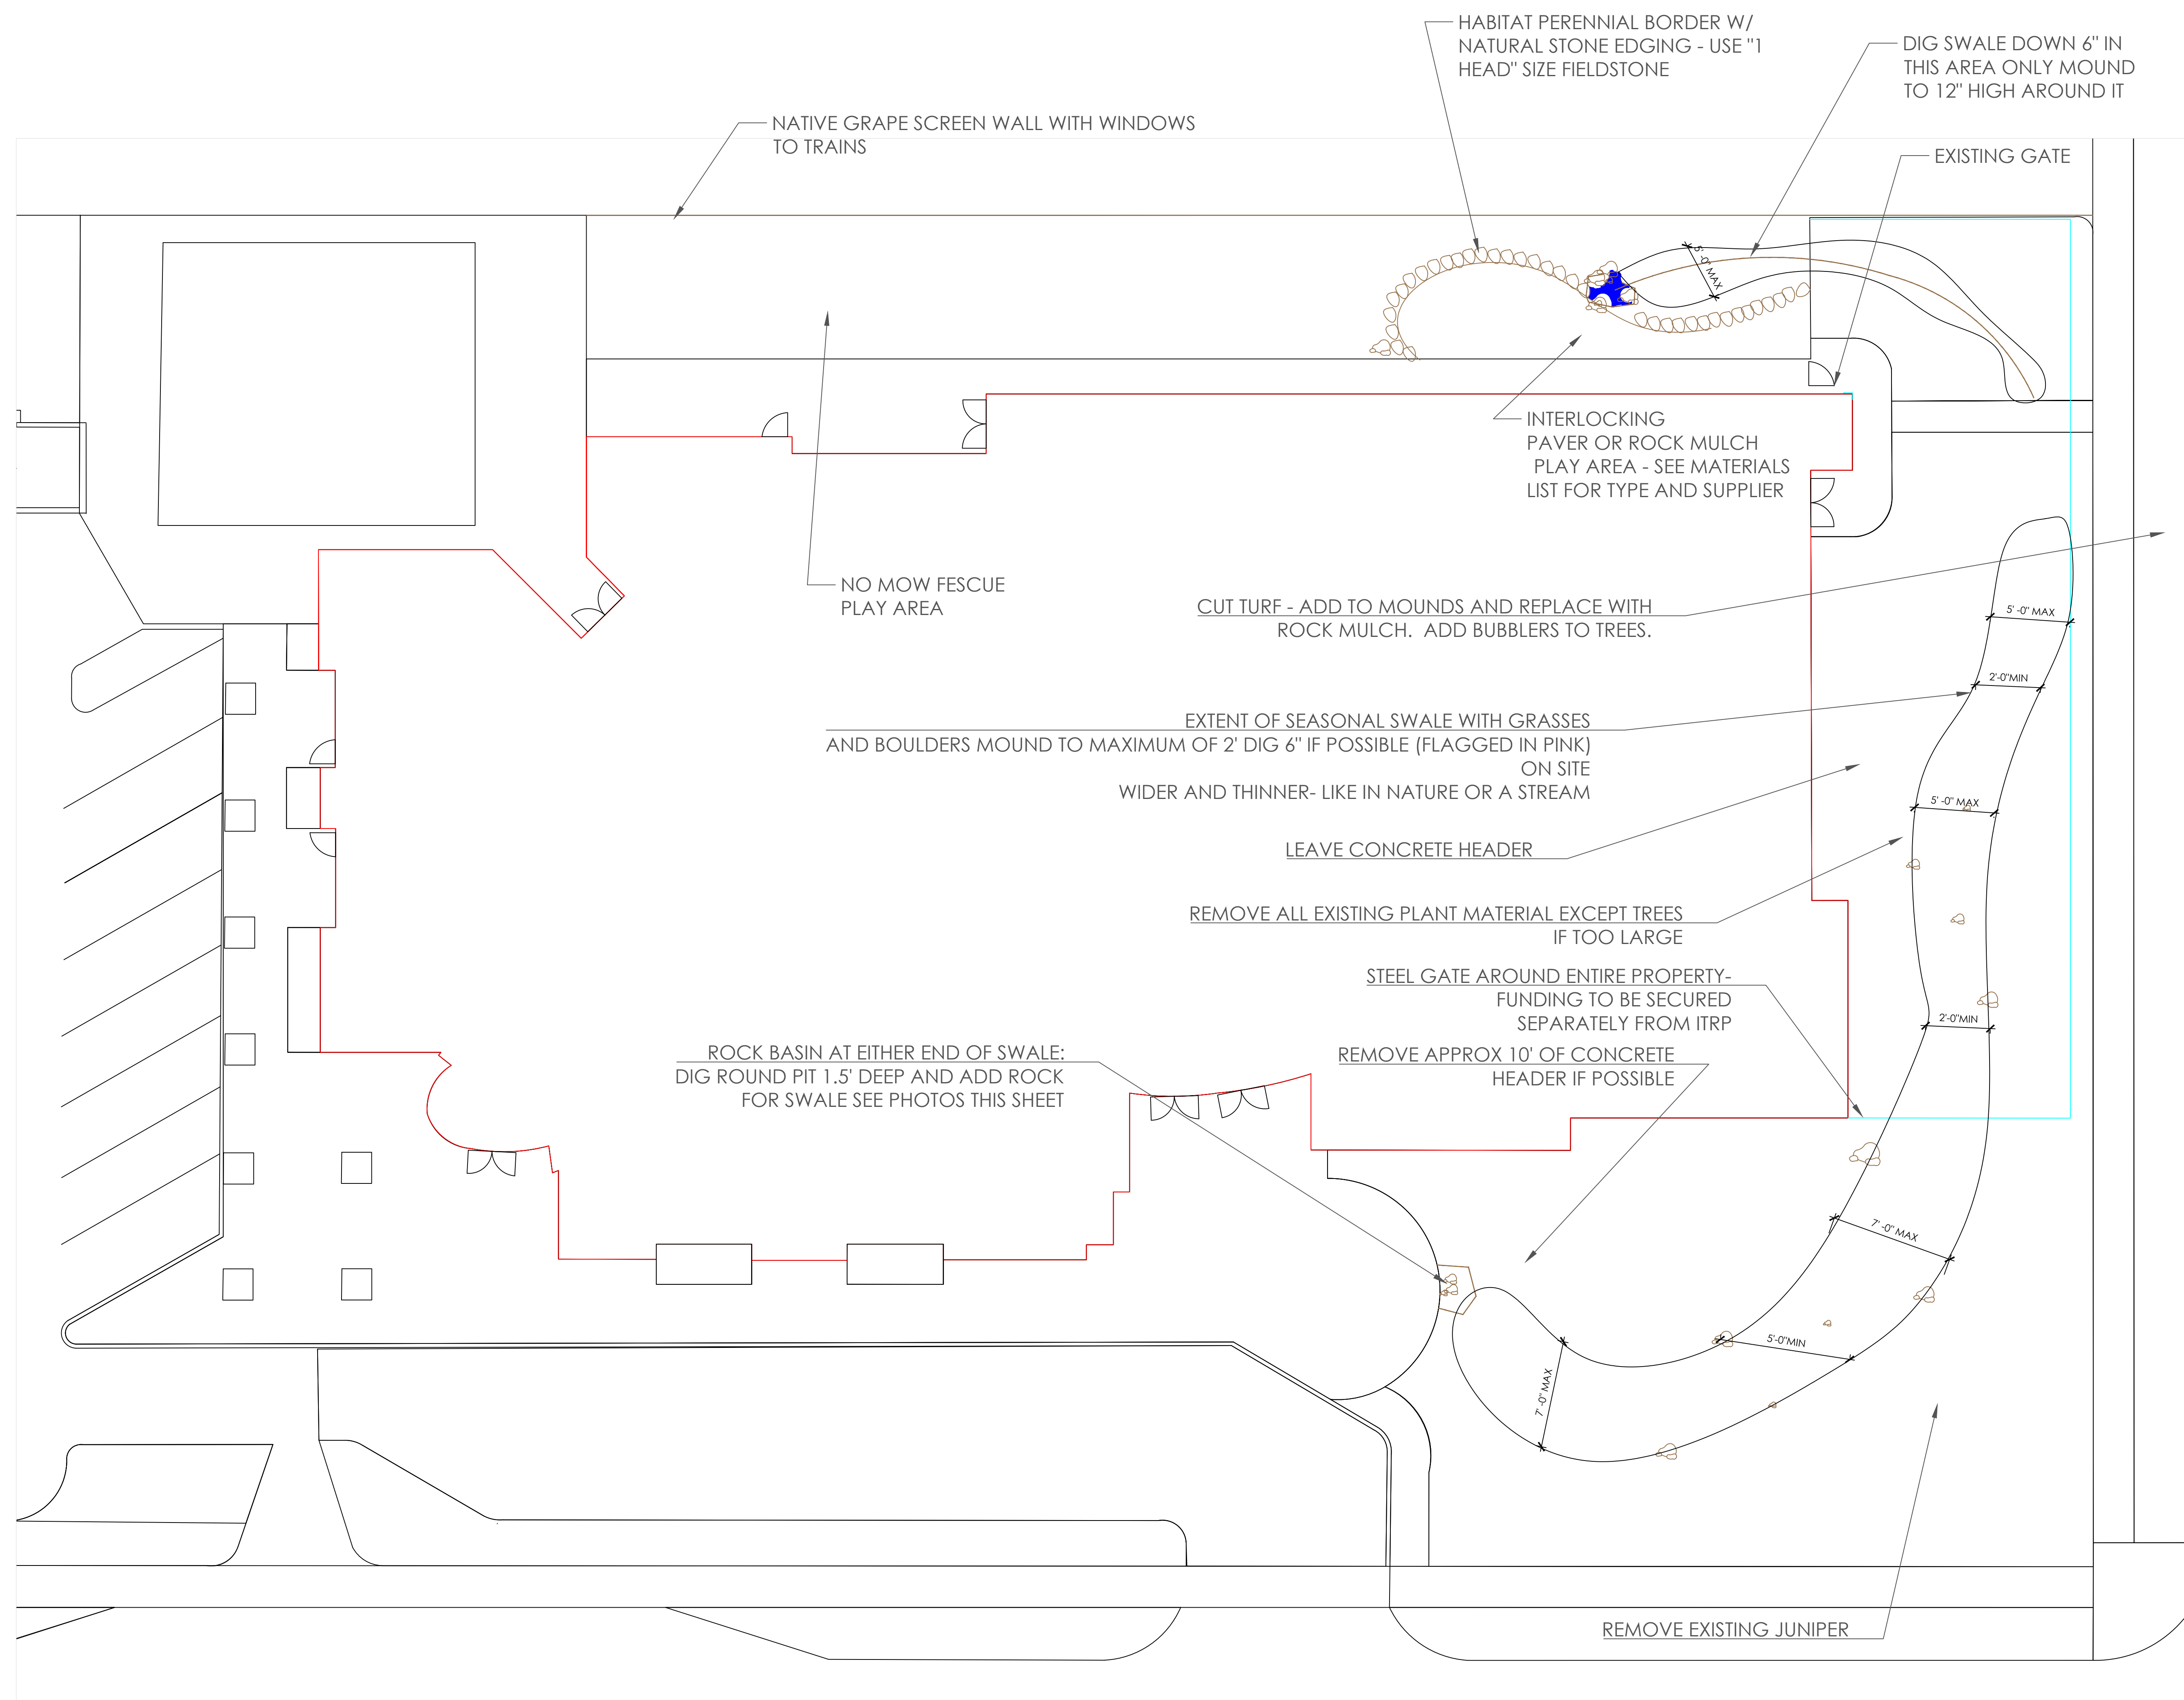 HABITAT PERENNIAL BORDER W/
NATURAL STONE EDGING - USE "1
HEAD" SIZE FIELDSTONE
DIG SWALE DOWN 6" IN
THIS AREA ONLY MOUND
TO 12" HIGH AROUND IT
NATIVE GRAPE SCREEN WALL WITH WINDOWS
TO TRAINS
EXISTING GATE
5' -0" MAX
INTERLOCKING
PAVER OR ROCK MULCH
PLAY AREA - SEE MATERIALS
LIST FOR TYPE AND SUPPLIER
NO MOW FESCUE
PLAY AREA
CUT TURF - ADD TO MOUNDS AND REPLACE WITH
ROCK MULCH. ADD BUBBLERS TO TREES.
5' -0" MAX
2'-0"MIN
EXTENT OF SEASONAL SWALE WITH GRASSES
AND BOULDERS MOUND TO MAXIMUM OF 2' DIG 6" IF POSSIBLE (FLAGGED IN PINK)
ON SITE
WIDER AND THINNER- LIKE IN NATURE OR A STREAM
5' -0" MAX
LEAVE CONCRETE HEADER
REMOVE ALL EXISTING PLANT MATERIAL EXCEPT TREES
IF TOO LARGE
STEEL GATE AROUND ENTIRE PROPERTY-
FUNDING TO BE SECURED
SEPARATELY FROM ITRP
2'-0"MIN
ROCK BASIN AT EITHER END OF SWALE:
DIG ROUND PIT 1.5' DEEP AND ADD ROCK
FOR SWALE SEE PHOTOS THIS SHEET
REMOVE APPROX 10' OF CONCRETE
HEADER IF POSSIBLE
7' -0" MAX
5'-0"MIN
7' -0" MAX
REMOVE EXISTING JUNIPER